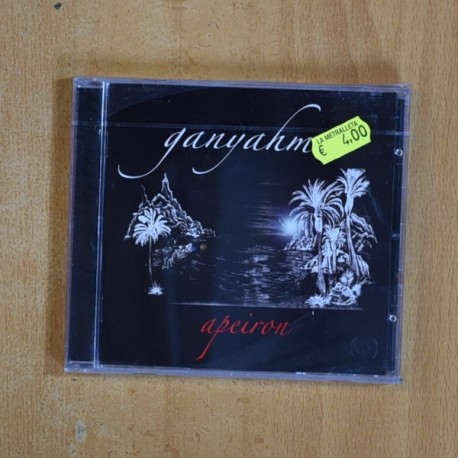 ganyahm
LA METRALLETA
€ 4,00
apeiron